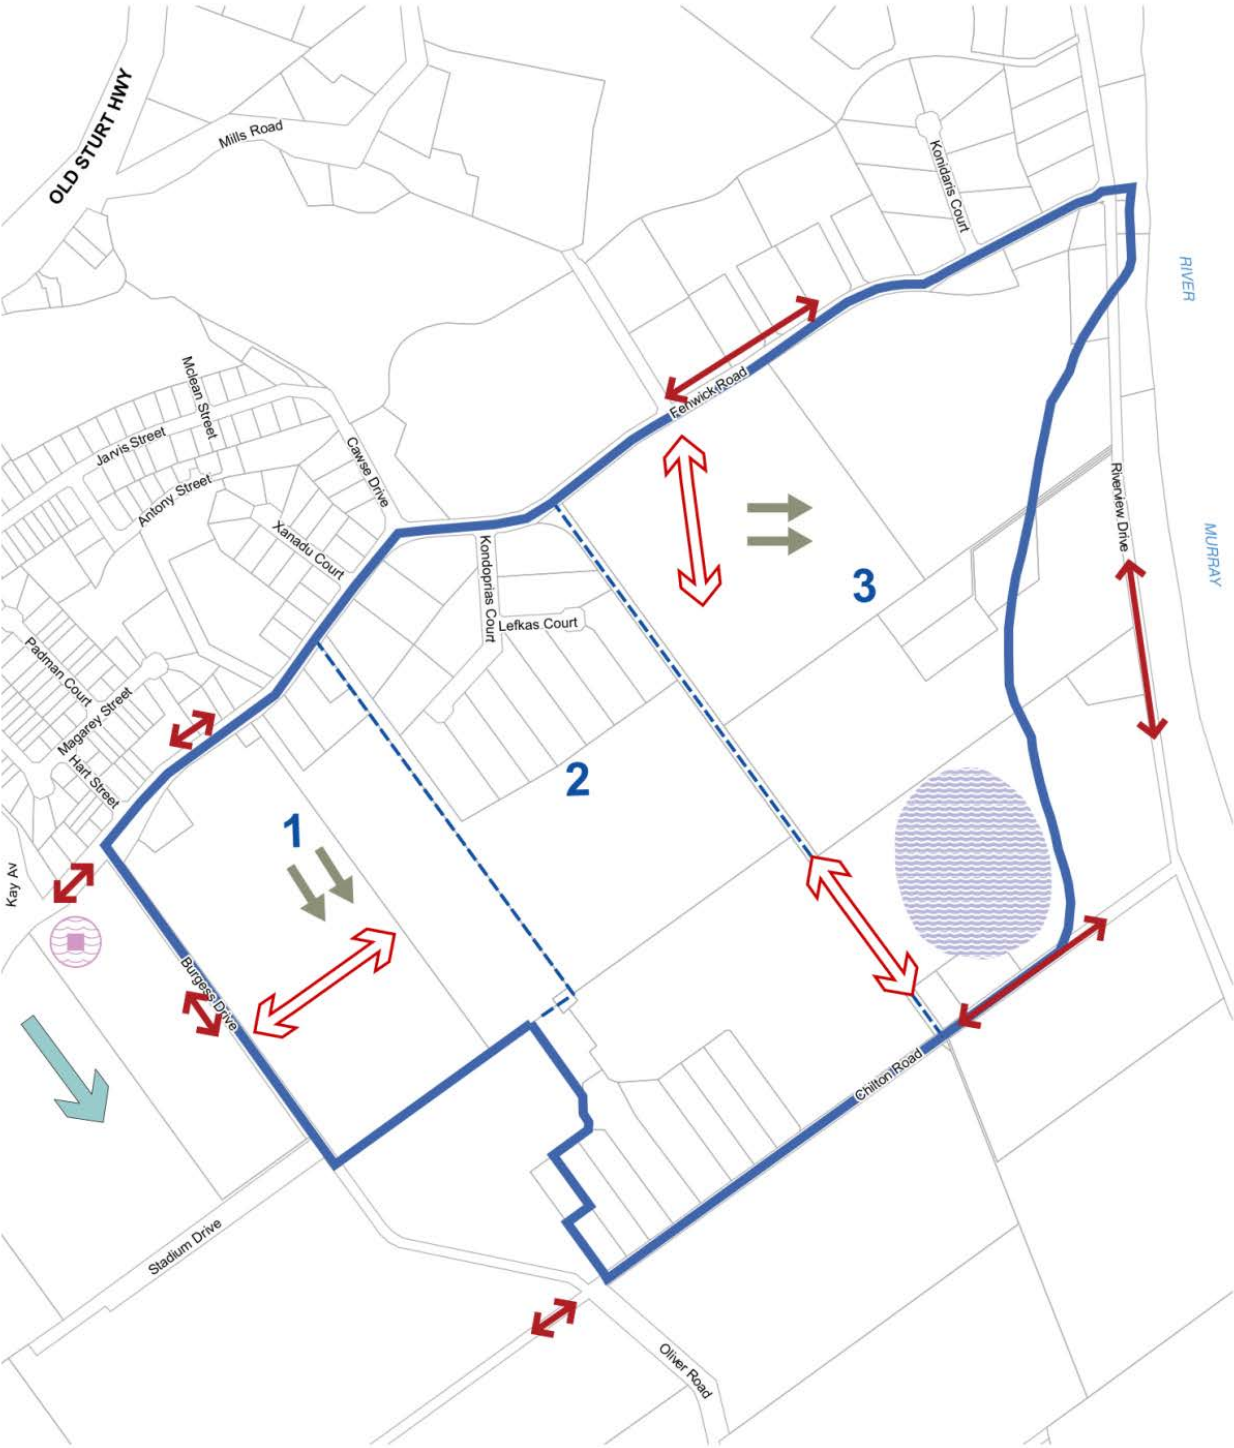 OLD STURT HWY
Mills Road
Konidaris Court
RIVER
Mclean Street
Jarvis Street
Cawse Drive
Fenwick Road
Antony Street
Riverview Drive
Xanadu Court
MURRAY
Kondoprias Court
3
Lefkas Court
Padman Court
Magarey Street
2
Hart Street
1
Kay Av
Burgess Drive
Chilton Road
Stadium Drive
Oliver Road